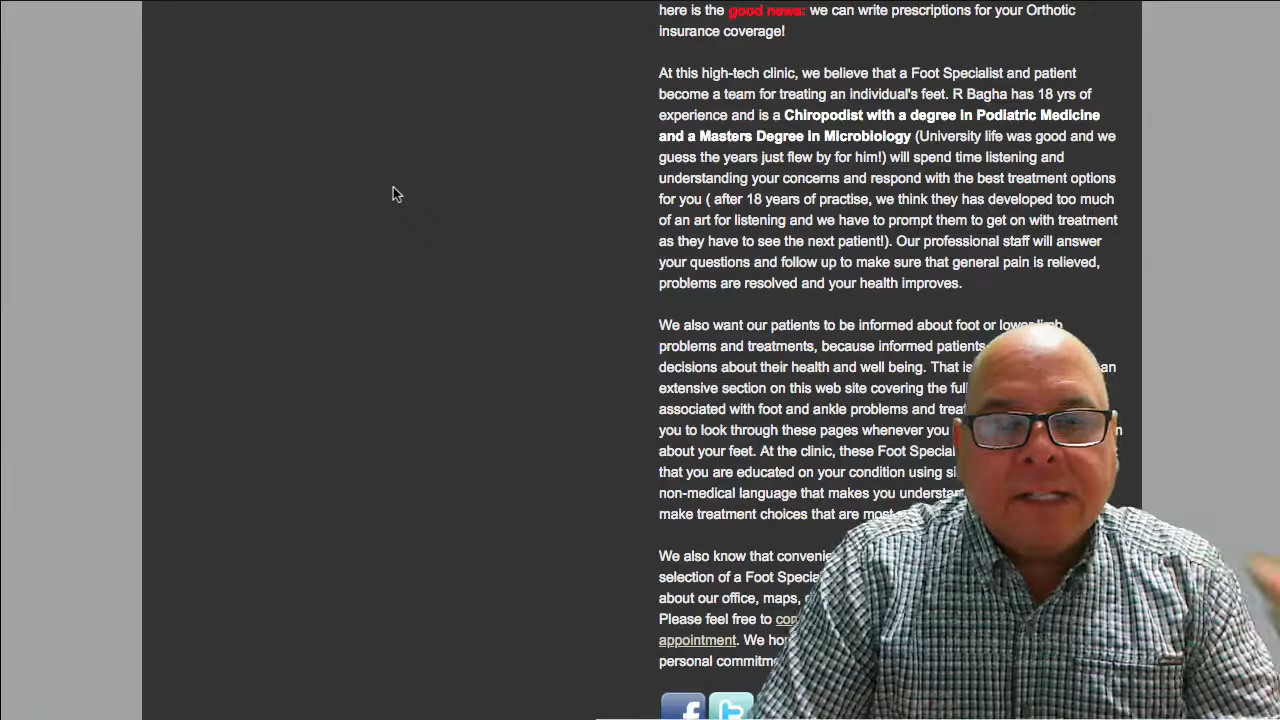 here is the good news: we can write prescriptions for your Orthotic
insurance coverage!
At this high-tech clinic, we believe that a Foot Specialist and patient
become a team for treating an individual's feet. R Bagha has 18 yrs of
experience and is a Chiropodist with a degree in Podiatric Medicine
and a Masters Degree in Microbiology (University life was good and we
guess the years just flew by for him!) will spend time listening and
understanding your concerns and respond with the best treatment options
for you ( after 18 years of practise, we think they has developed too much
of an art for listening and we have to prompt them to get on with treatment
as they have to see the next patient!). Our professional staff will answer
your questions and follow up to make sure that general pain is relieved,
problems are resolved and your health improves.
We also want our patients to be informed about foot or lower limb
problems and treatments, because informed patients
decisions about their health and well being. That is an
extensive section on this web site covering the full
associated with foot and ankle problems and
you to look through these pages whenever you
about your feet. At the clinic, these Foot
that you are educated on your condition using
non-medical language that makes you
make treatment choices that are most
We also know that
selection of a Foot
about our office, maps,
Please feel free to
appointment. We
personal